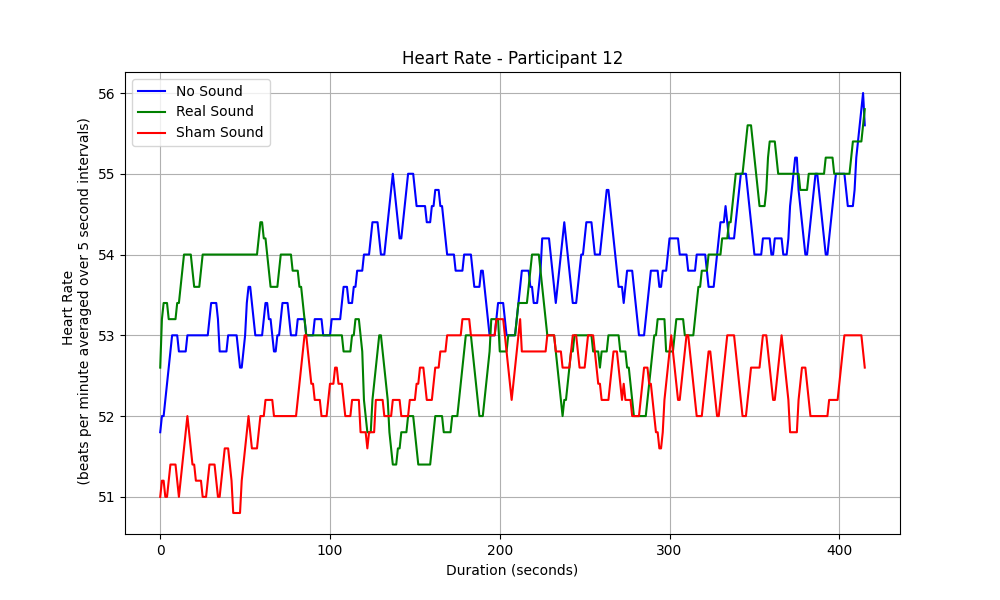 Heart Rate - Participant 12
No Sound
Real Sound
Sham Sound
Heart Rate
(beats per minute averaged over 5 second intervals)
56
55
54
53
52
51
0 100 200 300 400
Duration (seconds)